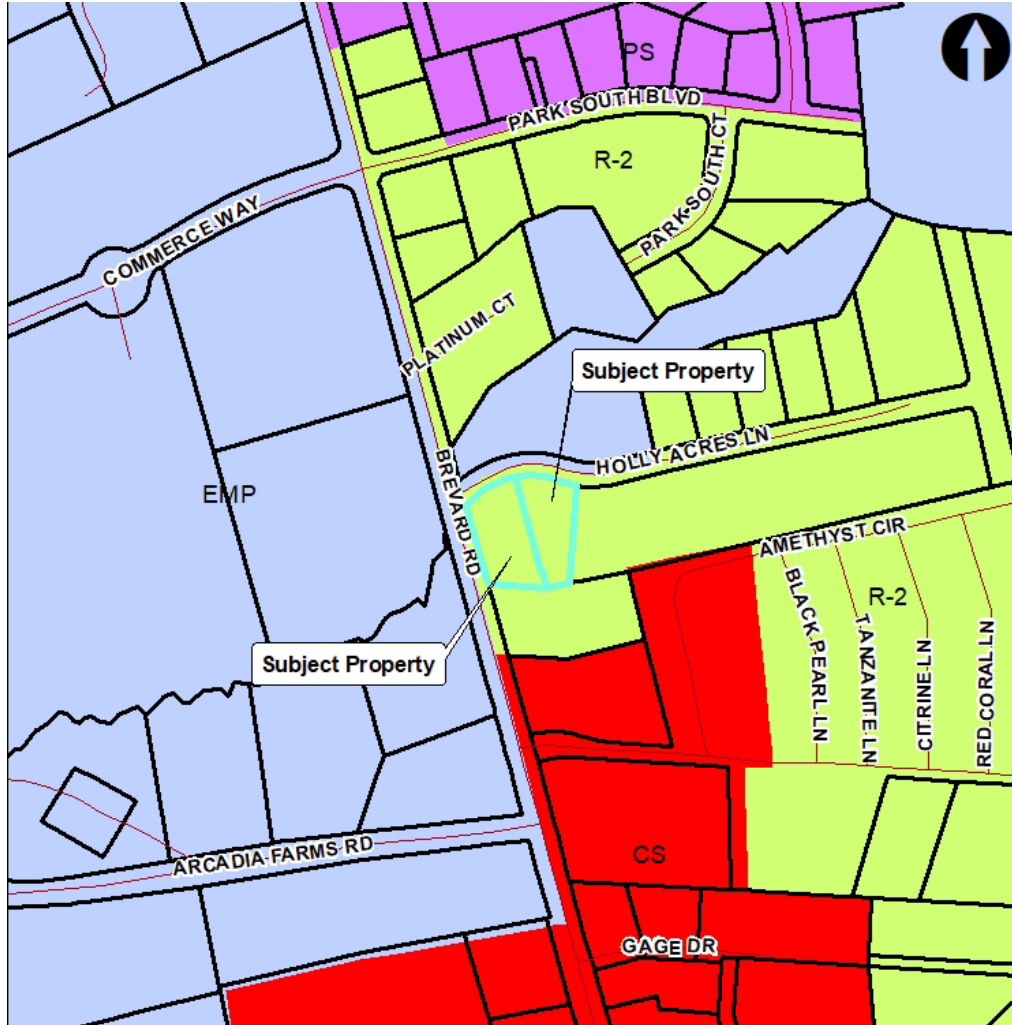 PS
PARK SOUTH BLVD
R-2
PARK SOUTH CT
COMMERCE WAY
PLATINUM CT
Subject Property
HOLLY ACRES LN
BREVARD RD
EMP
AMETHYST CIR
R-2
BLACK PEARL LN
TANZANITE LN
CITRINE LN
RED CORAL LN
Subject Property
ARCADIA FARMS RD
CS
GAGE DR